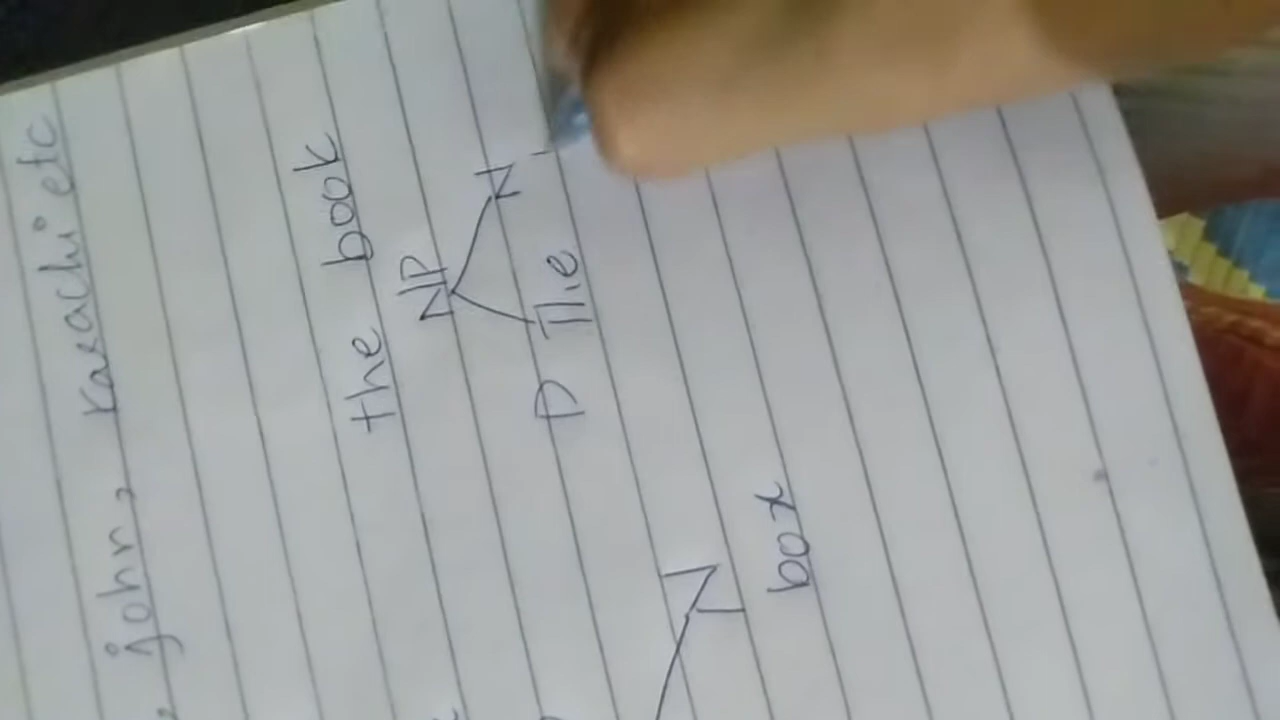 , john, Karachi etc
the book
NP
N
D The
N
box